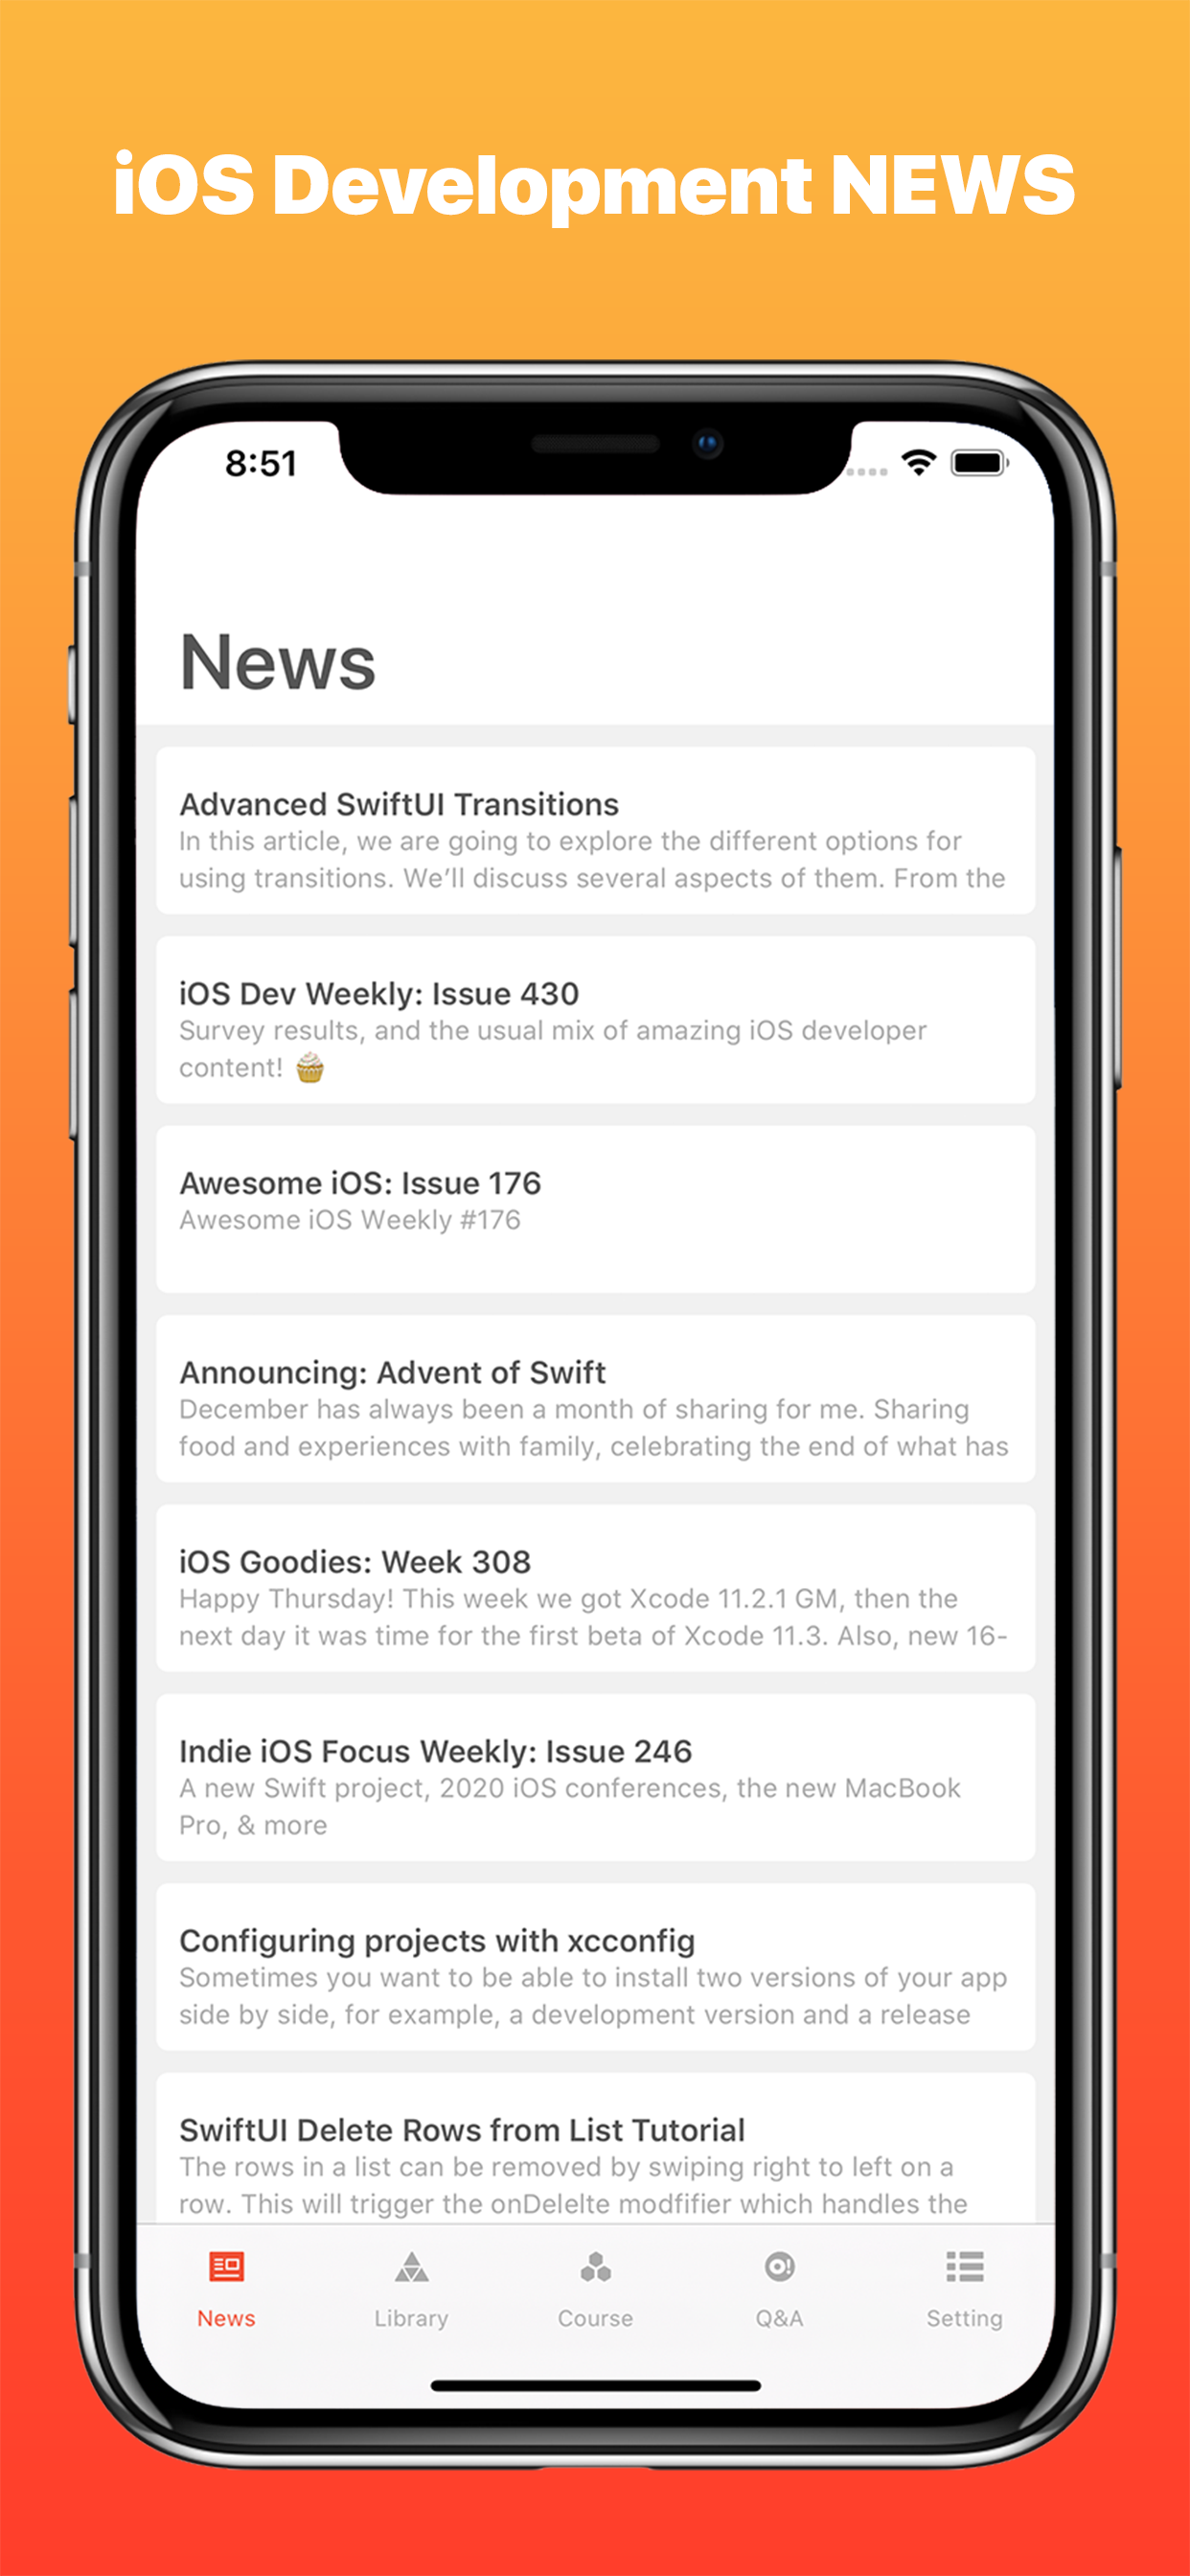 iOS Development NEWS
8:51
News
Advanced SwiftUI Transitions
In this article, we are going to explore the different options for
using transitions. We’ll discuss several aspects of them. From the
iOS Dev Weekly: Issue 430
Survey results, and the usual mix of amazing iOS developer
content! 🧁
Awesome iOS: Issue 176
Awesome iOS Weekly #176
Announcing: Advent of Swift
December has always been a month of sharing for me. Sharing
food and experiences with family, celebrating the end of what has
iOS Goodies: Week 308
Happy Thursday! This week we got Xcode 11.2.1 GM, then the
next day it was time for the first beta of Xcode 11.3. Also, new 16-
Indie iOS Focus Weekly: Issue 246
A new Swift project, 2020 iOS conferences, the new MacBook
Pro, & more
Configuring projects with xcconfig
Sometimes you want to be able to install two versions of your app
side by side, for example, a development version and a release
SwiftUI Delete Rows from List Tutorial
The rows in a list can be removed by swiping right to left on a
row. This will trigger the onDelelte modfifier which handles the
News Library Course Q&A Setting